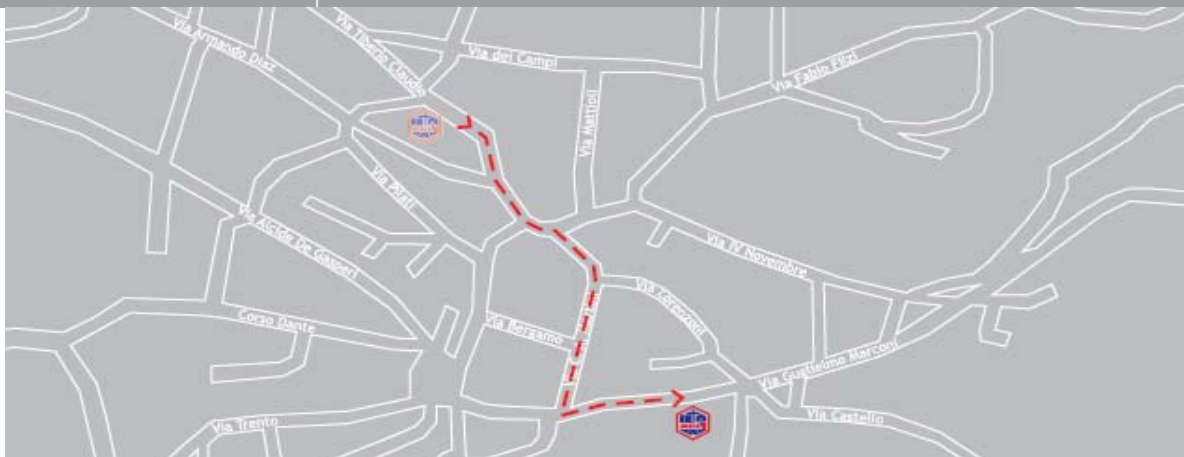 Via Tiberio Claudio
Via Armando Diaz
Via dei Campi
Via Fabio Filzi
Via Mattioli
Via Pilati
Via Alcide De Gasperi
Via IV Novembre
Via Lorenzoni
Corso Dante
Via Bergamo
Via Guglielmo Marconi
Via Castello
Via Trento